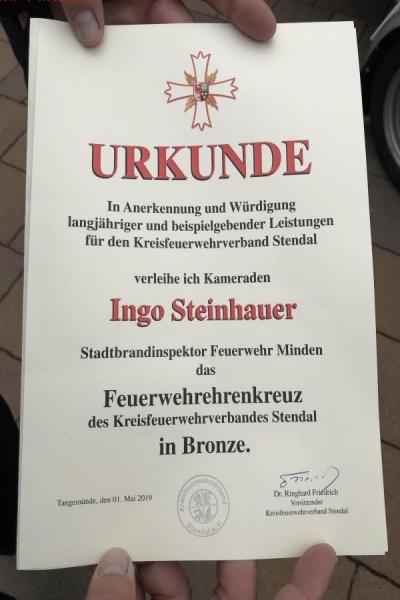 URKUNDE
In Anerkennung und Würdigung
langjähriger und beispielgebender Leistungen
für den Kreisfeuerwehrverband Stendal
verleihe ich Kameraden
Ingo Steinhauer
Stadtbrandinspektor Feuerwehr Minden
das
Feuerwehrehrenkreuz
des Kreisfeuerwehrverbandes Stendal
in Bronze.
Tangermünde, den 01. Mai 2019
Kreisfeuerwehrverband
Stendal e.V.
Dr. Ringhard Friedrich
Vorsitzender
Kreisfeuerwehrverband Stendal